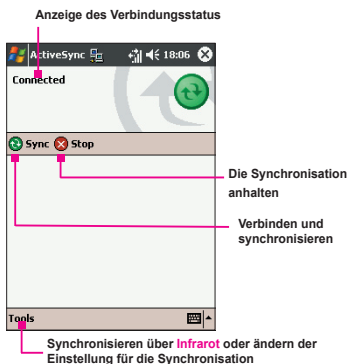 Anzeige des Verbindungsstatus
ActiveSync 18:06
Connected
Sync Stop
Die Synchronisation
anhalten
Verbinden und
synchronisieren
Tools
Synchronisieren über Infrarot oder ändern der
Einstellung für die Synchronisation